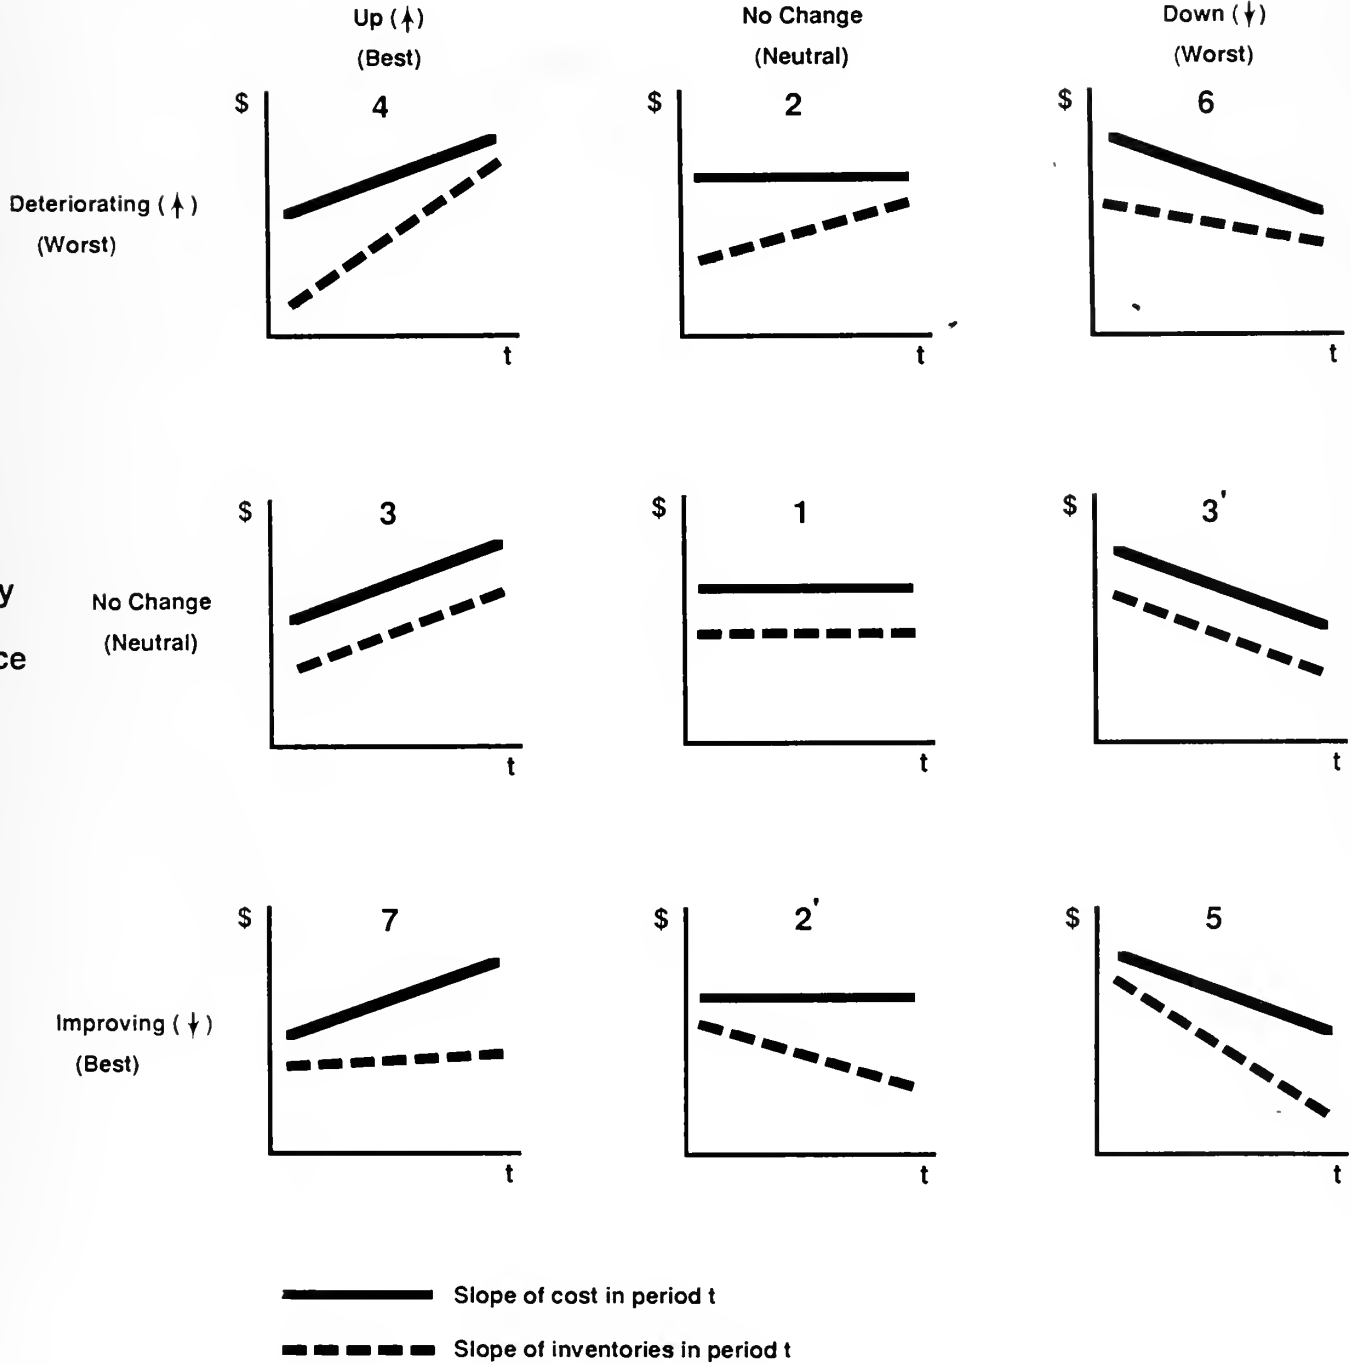 Up (↑)
(Best)
No Change
(Neutral)
Down (↓)
(Worst)
Deteriorating (↑)
(Worst)
$
4
t
$
2
t
$
6
t
y
ce
No Change
(Neutral)
$
3
t
$
1
t
$
3'
t
Improving (↓)
(Best)
$
7
t
$
2'
t
$
5
t
Slope of cost in period t
Slope of inventories in period t